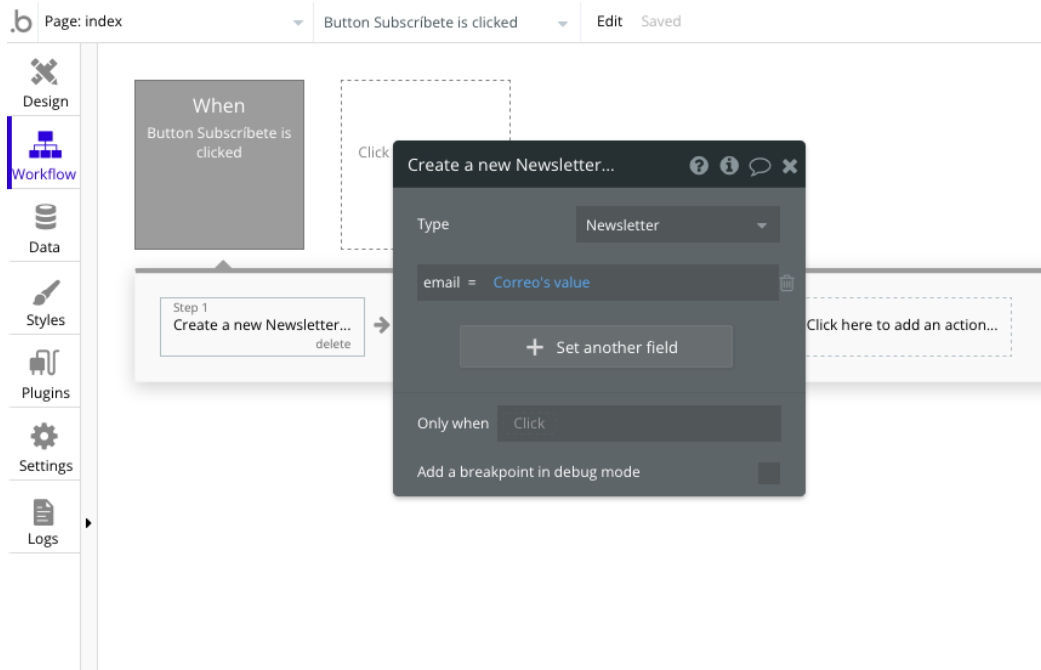 .b Page: index Button Subscríbete is clicked Edit Saved
Design
Workflow
Data
Styles
Plugins
Settings
Logs
When
Button Subscríbete is
clicked
Click
Step 1
Create a new Newsletter...
delete
Create a new Newsletter...
Type Newsletter
email = Correo's value
Set another field
Only when Click
Add a breakpoint in debug mode
Click here to add an action...